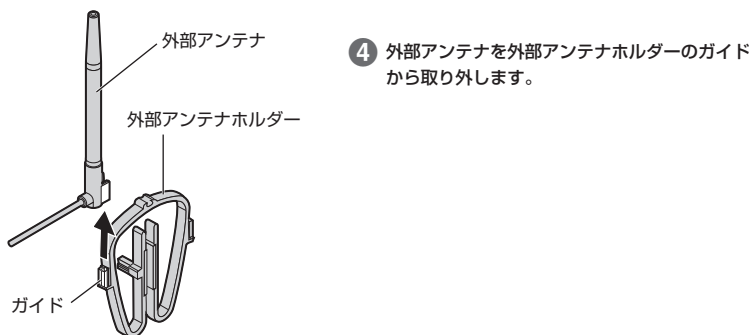 外部アンテナ
外部アンテナホルダー
ガイド
4 外部アンテナを外部アンテナホルダーのガイド
から取り外します。